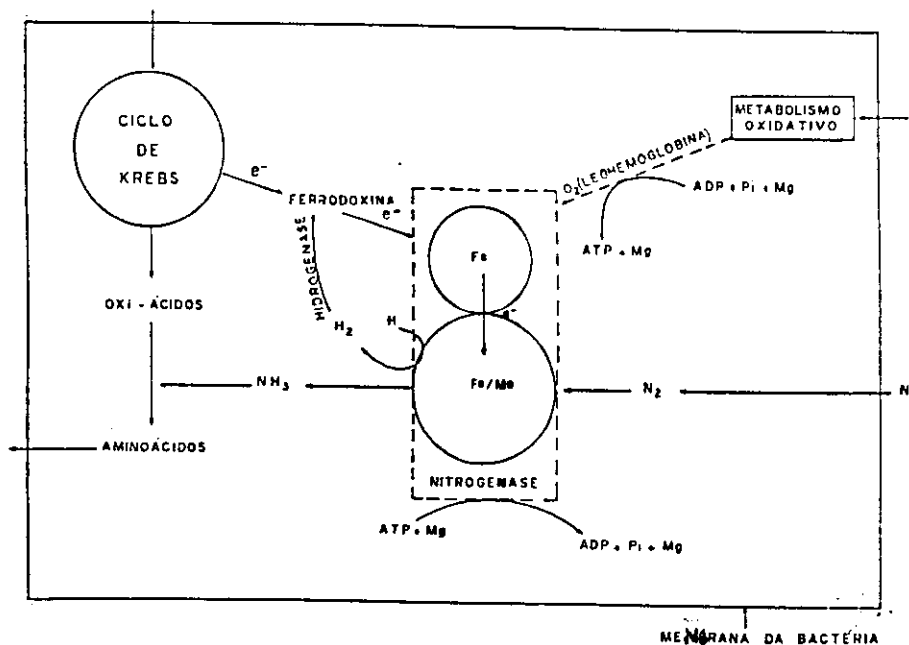 CICLO
DE
KREBS
METABOLISMO
OXIDATIVO
O₂(LEGHEMOGLOBINA)
ADP + Pi + Mg
ATP + Mg
e⁻
FERRODOXINA
e⁻
HIDROGENASE
Fe
e⁻
OXI - ÁCIDOS
H₂
H
Fe/Mo
NH₃
N₂
N
AMINOÁCIDOS
NITROGENASE
ATP + Mg
ADP + Pi + Mg
MEMBRANA DA BACTÉRIA